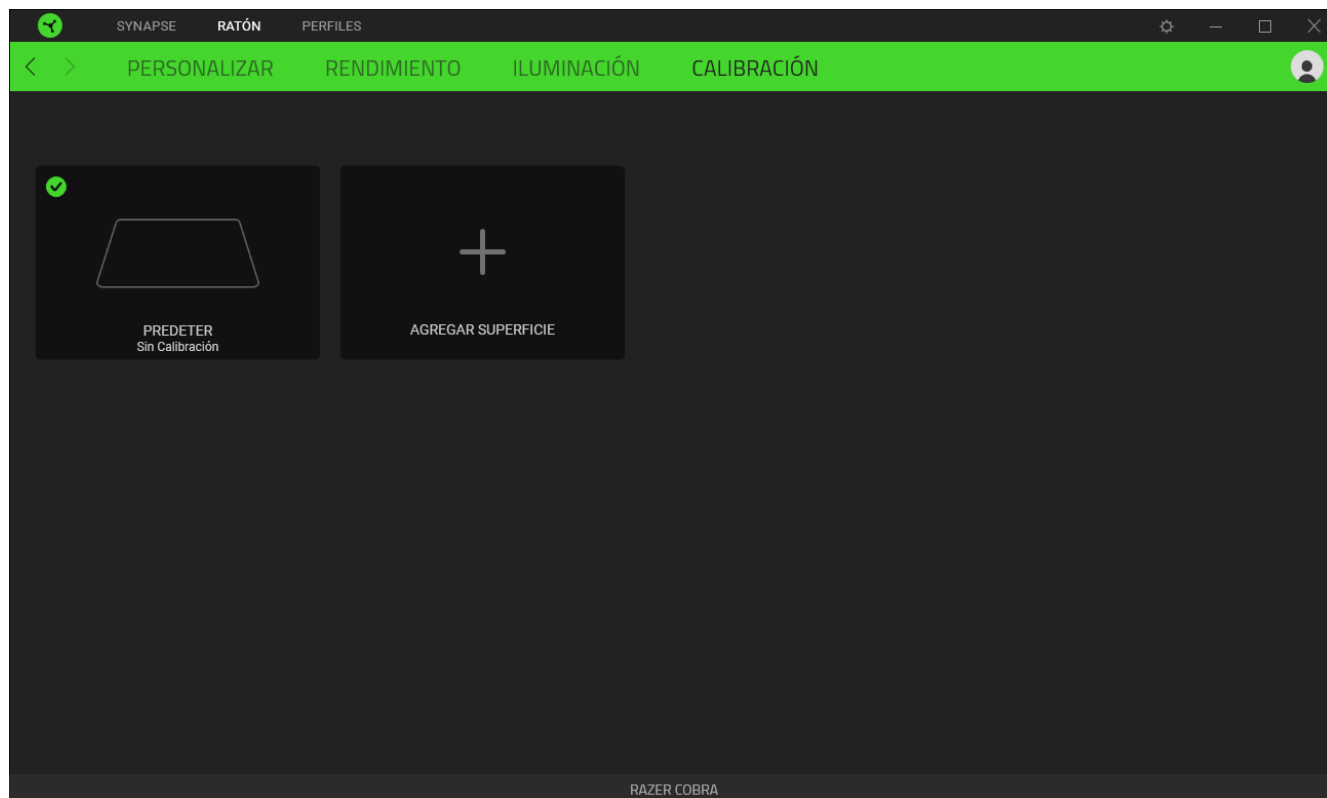 SYNAPSE RATÓN PERFILES
PERSONALIZAR RENDIMIENTO ILUMINACIÓN CALIBRACIÓN
PREDETER
Sin Calibración
AGREGAR SUPERFICIE
RAZER COBRA